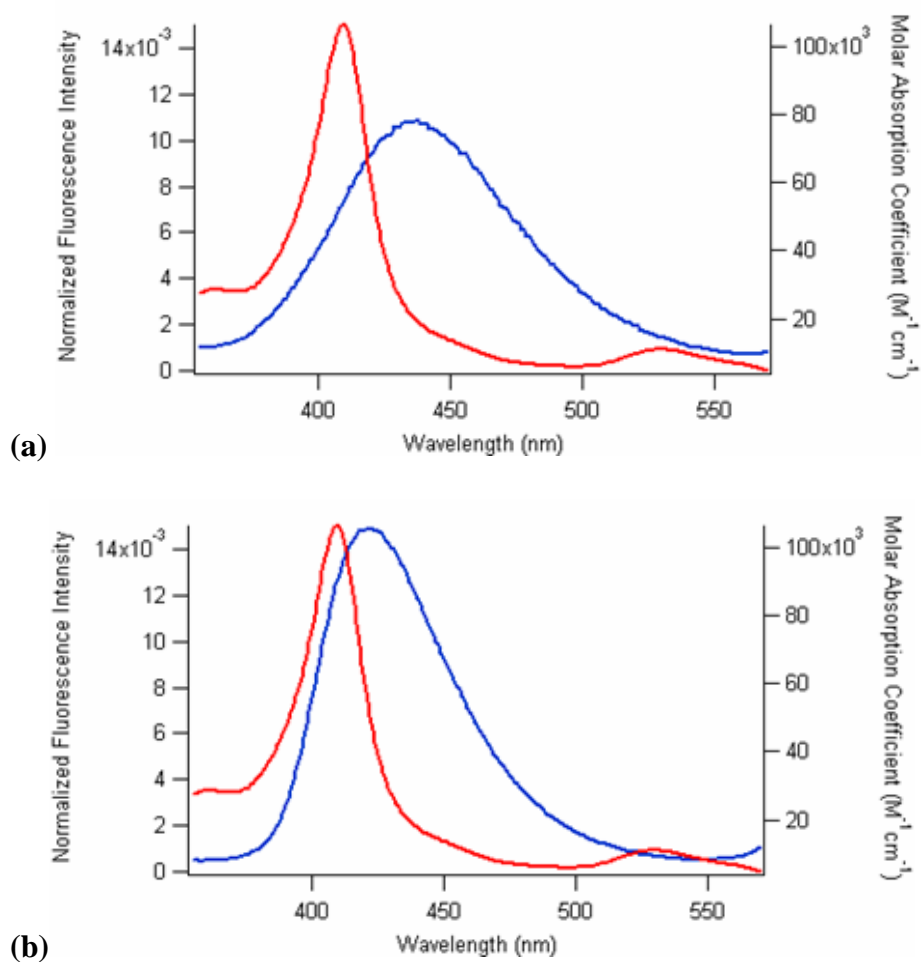 14x10⁻³
12
10
8
6
4
2
0
Normalized Fluorescence Intensity
100x10³
80
60
40
20
Molar Absorption Coefficient (M⁻¹ cm⁻¹)
400
450
500
550
Wavelength (nm)
(a)
14x10⁻³
12
10
8
6
4
2
0
Normalized Fluorescence Intensity
100x10³
80
60
40
20
Molar Absorption Coefficient (M⁻¹ cm⁻¹)
400
450
500
550
Wavelength (nm)
(b)